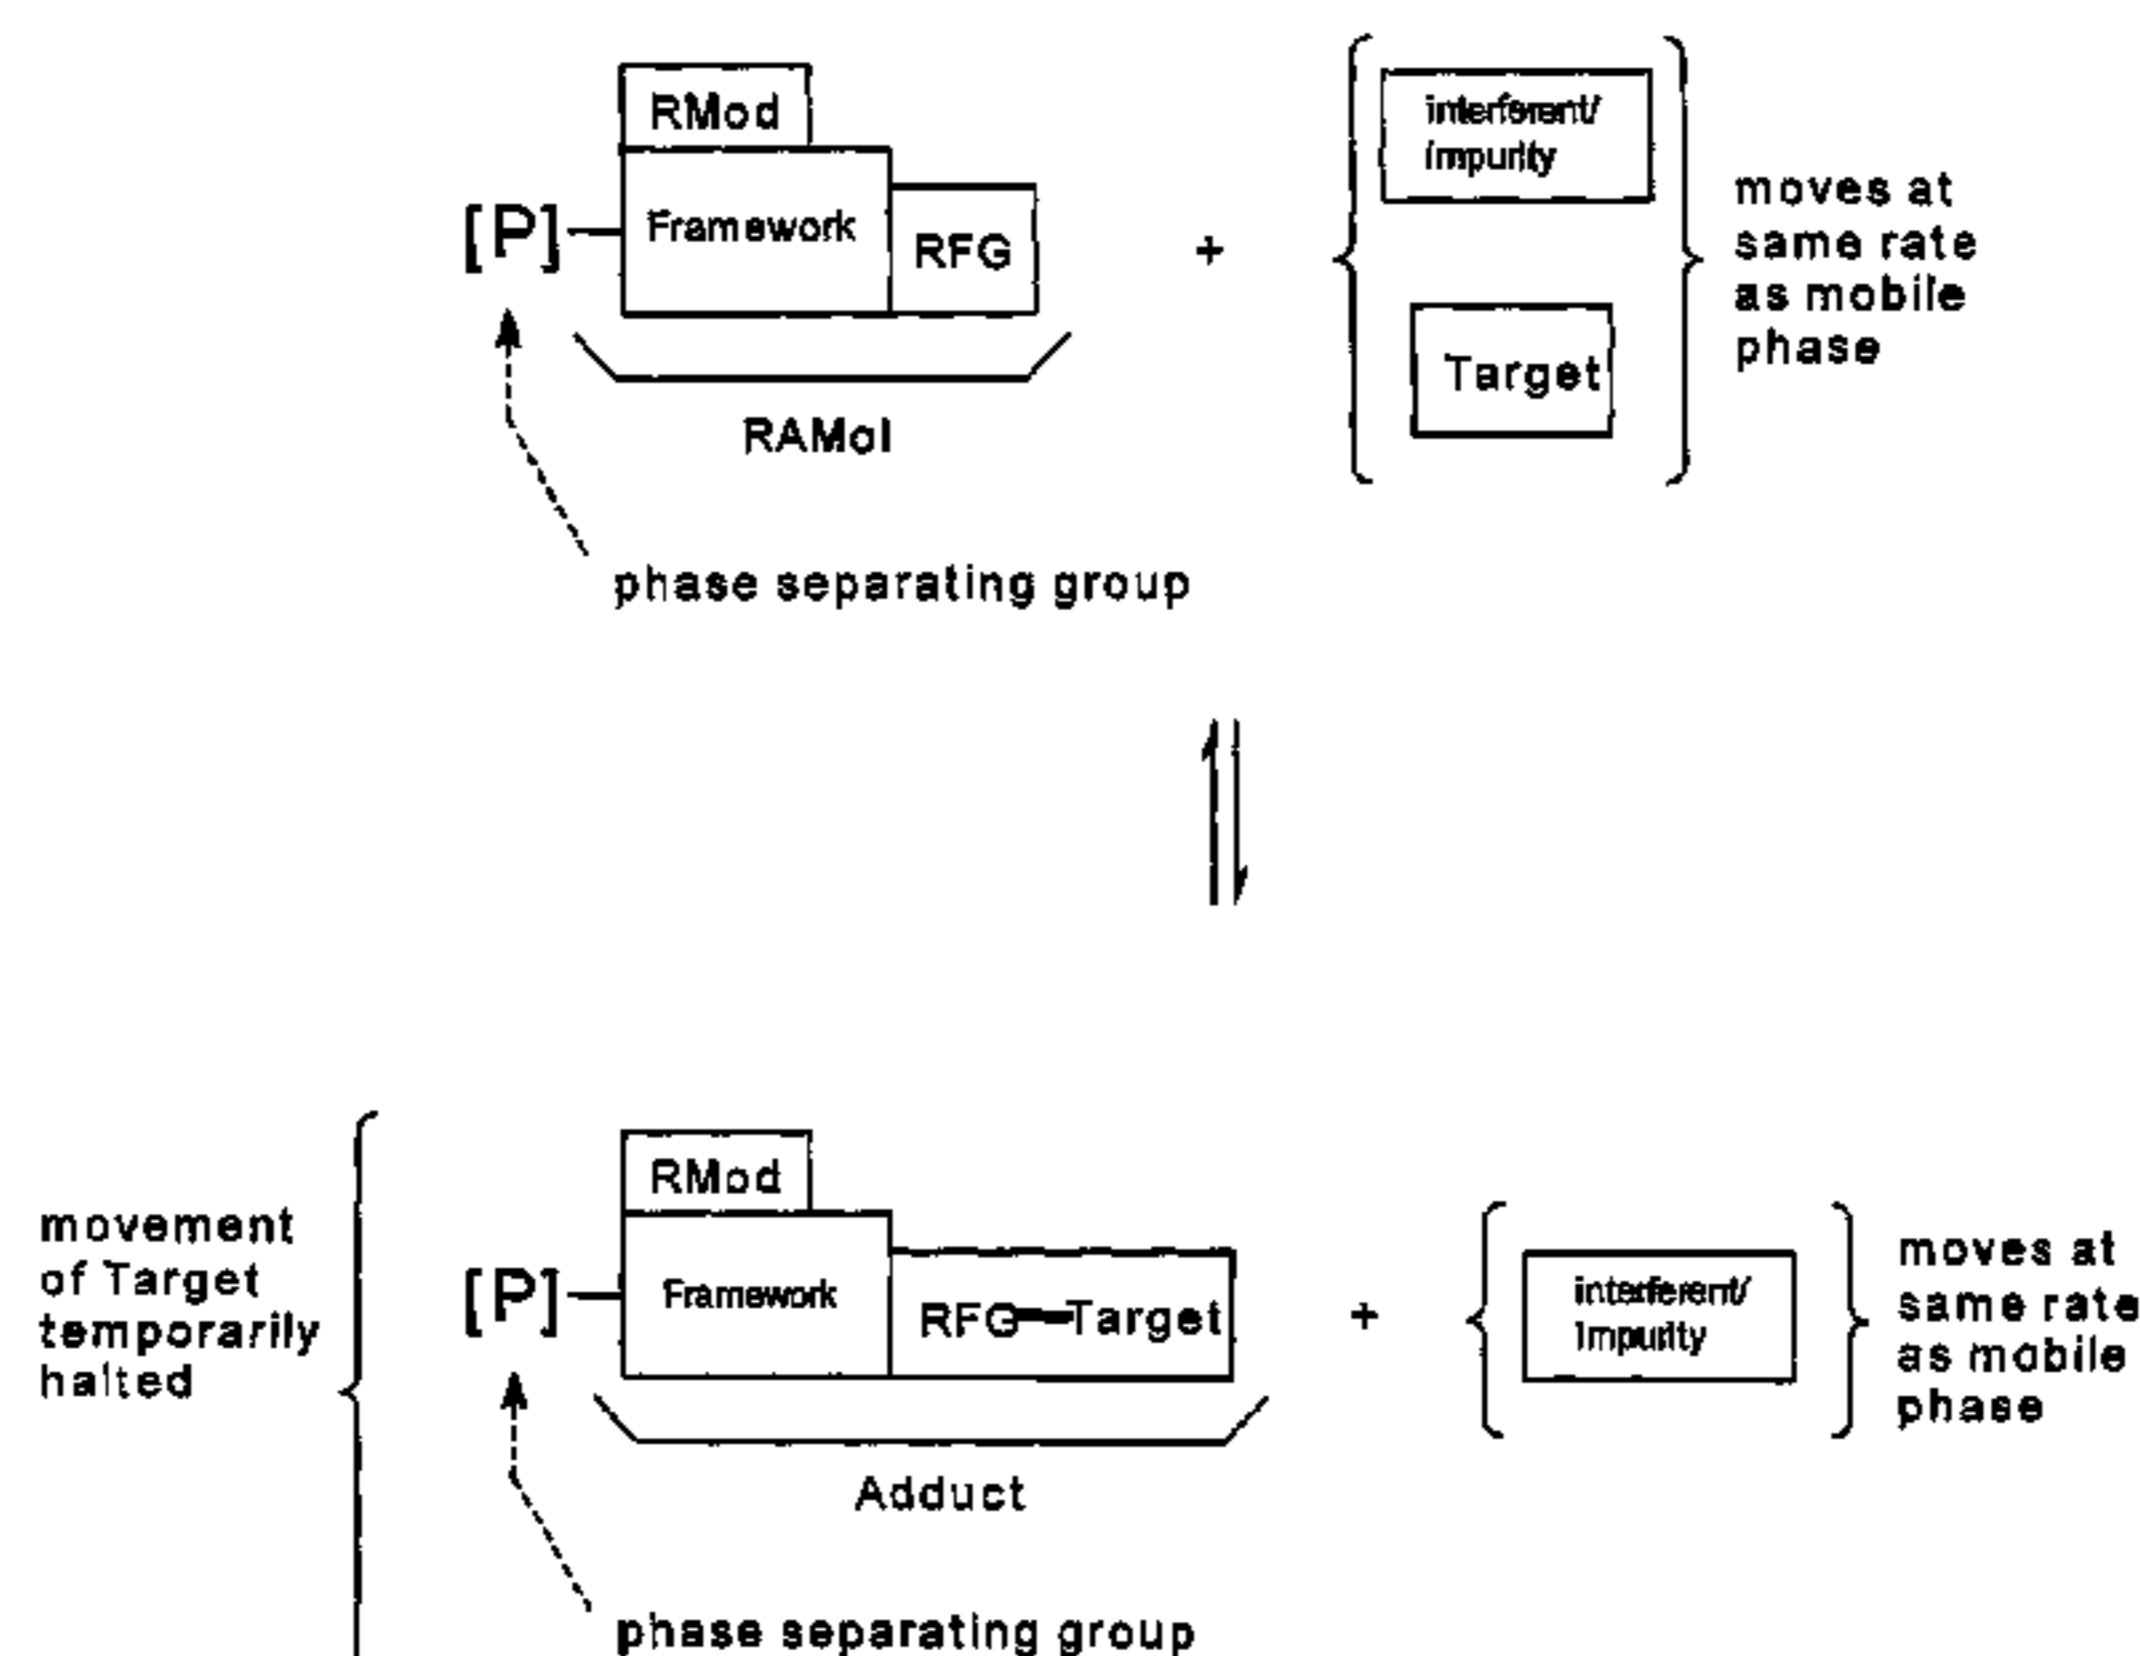 RMod
[P]
Framework
RFG
+
interferent/
impurity
Target
moves at
same rate
as mobile
phase
RAMol
phase separating group
movement
of Target
temporarily
halted
RMod
[P]
Framework
RFG—Target
+
interferent/
impurity
moves at
same rate
as mobile
phase
Adduct
phase separating group